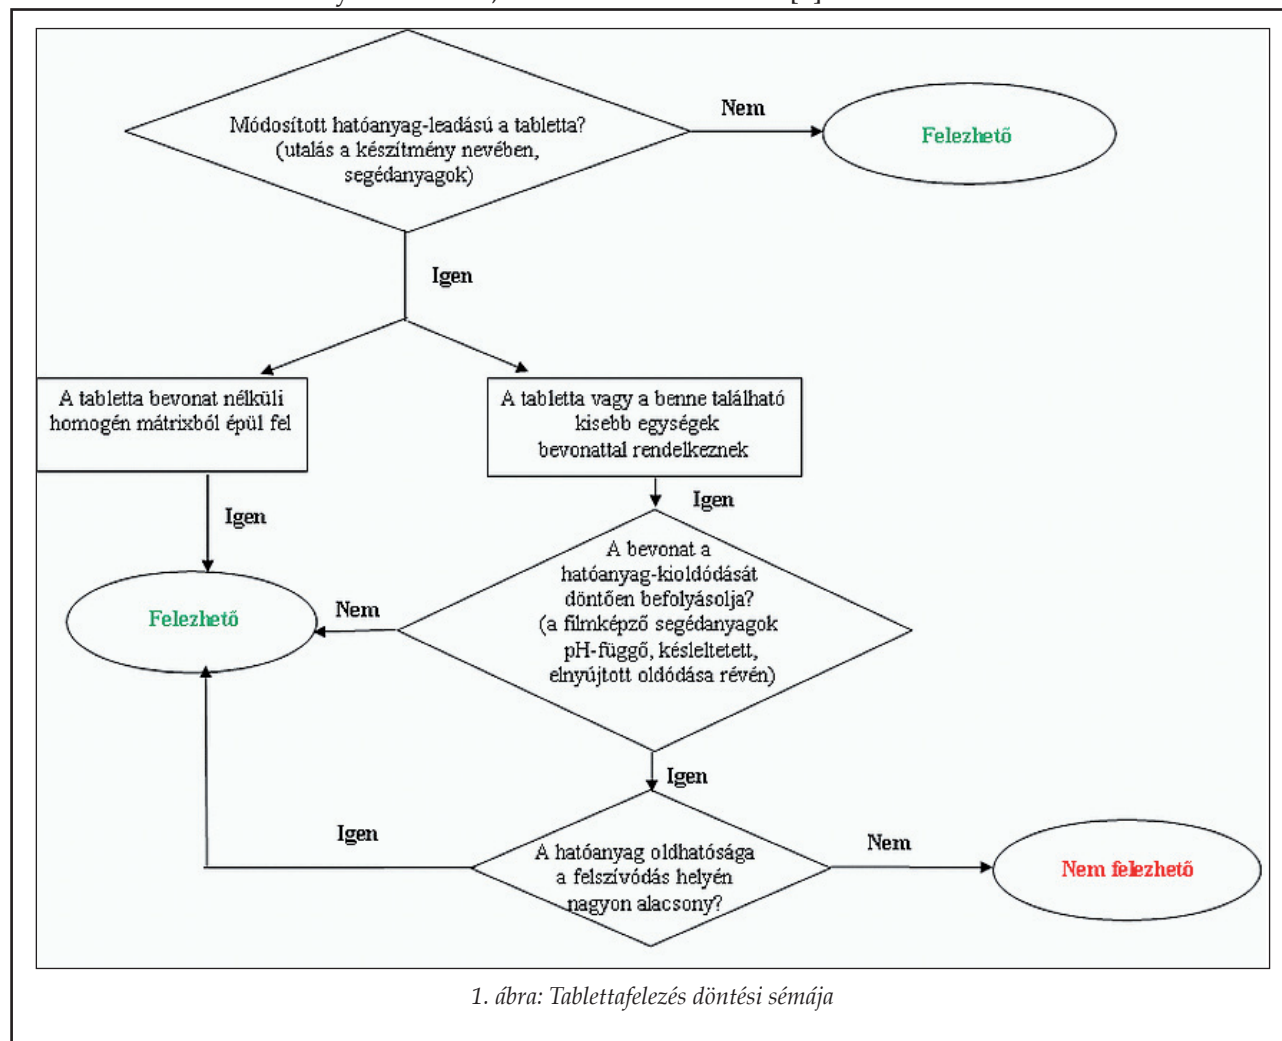 Módosított hatóanyag-leadású a tabletta?
(utalás a készítmény nevében,
segédanyagok)
Nem
Felezhető
Igen
A tabletta bevonat nélküli
homogén mátrixból épül fel
A tabletta vagy a benne található
kisebb egységek
bevonattal rendelkeznek
Igen
Igen
A bevonat a
hatóanyag-kioldódását
döntően befolyásolja?
(a filmképző segédanyagok
pH-függő, késleltetett,
elnyújtott oldódása révén)
Nem
Felezhető
Igen
Igen
A hatóanyag oldhatósága
a felszívódás helyén
nagyon alacsony?
Nem
Nem felezhető
1. ábra: Tablettafelezés döntési sémája